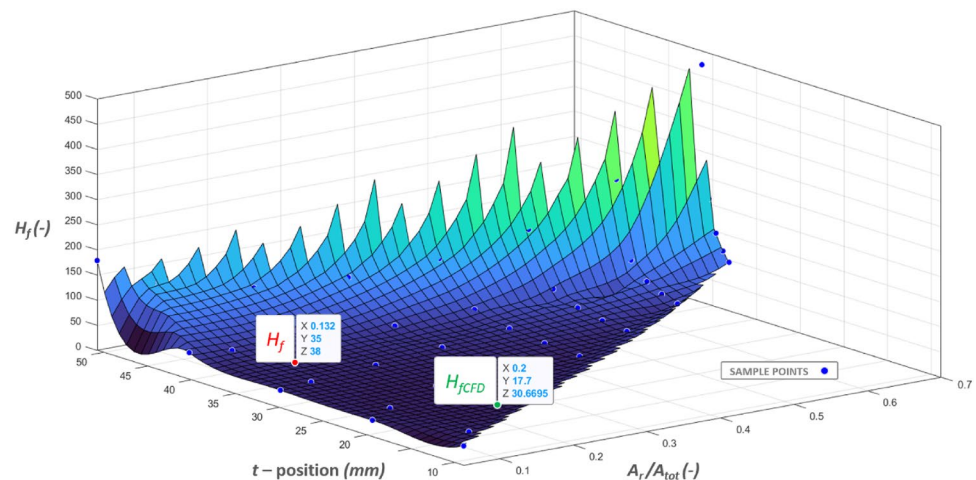 500
450
400
350
300
250
200
150
100
50
0
H_f (-)
50
45
40
35
30
25
20
15
10
t – position (mm)
0.1
0.2
0.3
0.4
0.5
0.6
0.7
A_r/A_tot (-)
H_f
X 0.132
Y 35
Z 38
H_fCFD
X 0.2
Y 17.7
Z 30.6695
SAMPLE POINTS